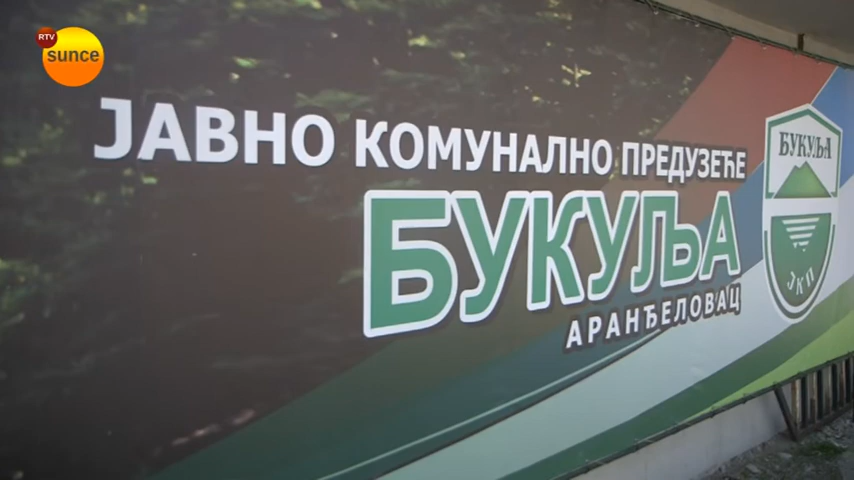 RTV
sunce
ЈАВНО КОМУНАЛНО ПРЕДУЗЕЋЕ
БУКУЉА
АРАНЂЕЛОВАЦ
БУКУЉА
ЈКП